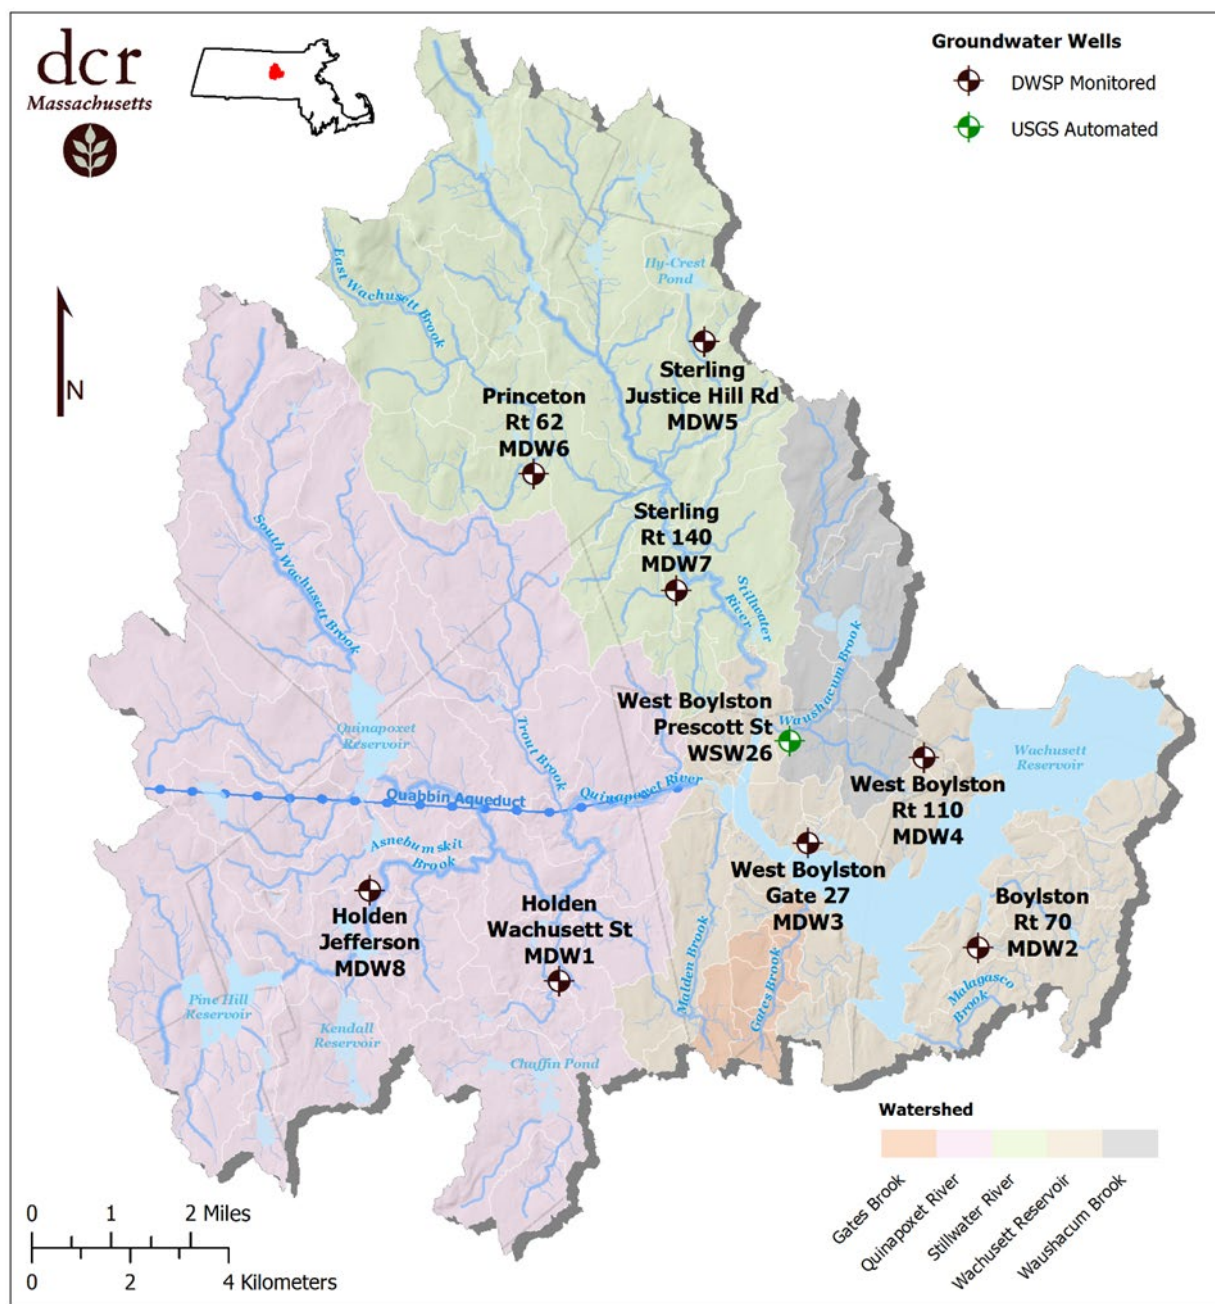 dcr
Massachusetts
Groundwater Wells
DWSP Monitored
USGS Automated
N
Hy-Crest
Pond
East Wachusett Brook
Sterling
Justice Hill Rd
MDW5
Princeton
Rt 62
MDW6
Sterling
Rt 140
MDW7
South Wachusett Brook
Stillwater
River
Waushacum Brook
West Boylston
Prescott St
WSW26
Quinapoxet
Reservoir
Trout Brook
Wachusett
Reservoir
Quinapoxet River
Quabbin Aqueduct
West Boylston
Rt 110
MDW4
Asnebumskit
Brook
West Boylston
Gate 27
MDW3
Boylston
Rt 70
MDW2
Holden
Jefferson
MDW8
Holden
Wachusett St
MDW1
Malden Brook
Gates Brook
Malagasco
Brook
Pine Hill
Reservoir
Kendall
Reservoir
Chaffin Pond
Watershed
Gates Brook
Quinapoxet River
Stillwater River
Wachusett Reservoir
Waushacum Brook
0 1 2 Miles
0 2 4 Kilometers